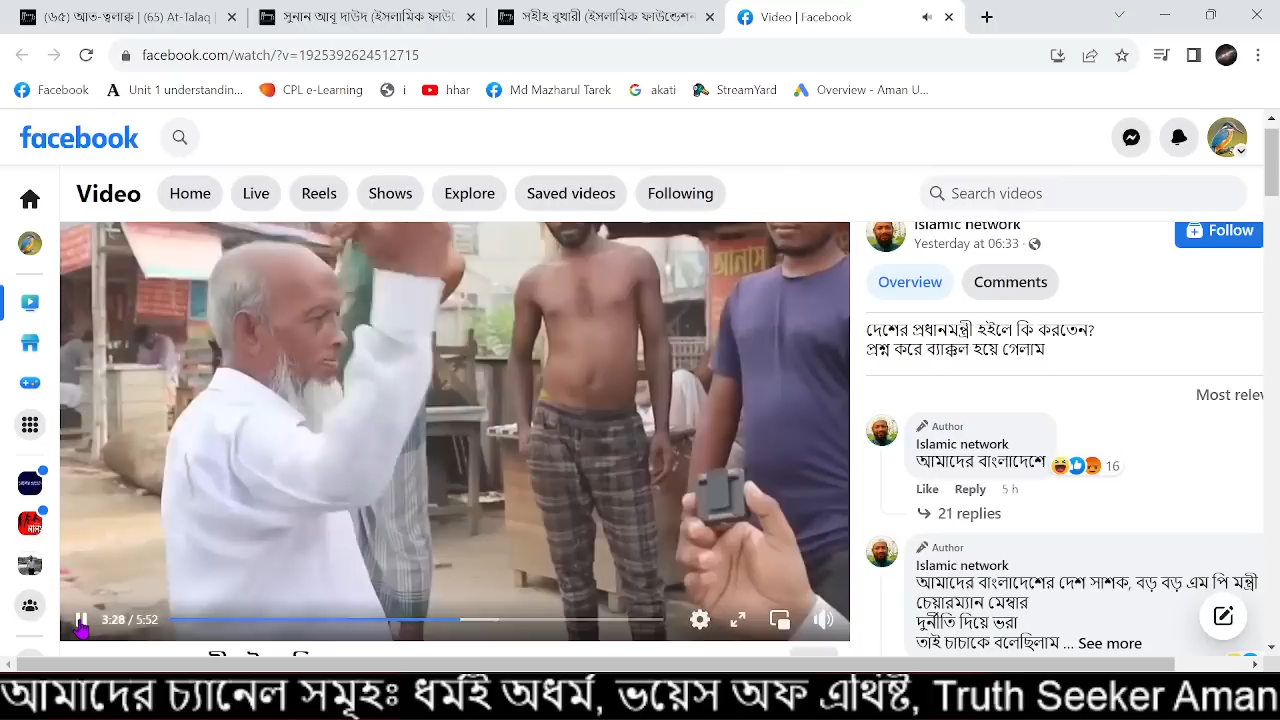 (৬৫) আত-ত্বলাক্ব | (65) At-Talaq |
সুনান আবূ দাউদ (ইসলামিক ফাউ
সহীহ বুখারী (ইসলামিক ফাউন্ডেশন
Video | Facebook
facebook.com/watch/?v=1925392624512715
Facebook
Unit 1 understandin...
CPL e-Learning
i
hhar
Md Mazharul Tarek
akati
StreamYard
Overview - Aman U...
facebook
Video
Home
Live
Reels
Shows
Explore
Saved videos
Following
Search videos
Islamic network
Yesterday at 06:33
Follow
Overview
Comments
দেশের প্রধানমন্ত্রী হইলে কি করতেন?
প্রশ্ন করে ব্যাক্কল হয়ে গেলাম
Most rele
Author
Islamic network
আমাদের বাংলাদেশে
16
Like Reply 5 h
21 replies
Author
Islamic network
আমাদের বাংলাদেশের দেশ সাশক, বড় বড় এম পি মন্ত্রী
চেয়ারম্যান মেম্বার
দুর্নীতি দিয়ে ভরা
তাই চাচাকে বলেছিলাম ... See more
আনাস
3:28 / 5:52
আমাদের চ্যানেল সমূহঃ ধর্মই অধর্ম, ভয়েস অফ এথিষ্ট, Truth Seeker Aman